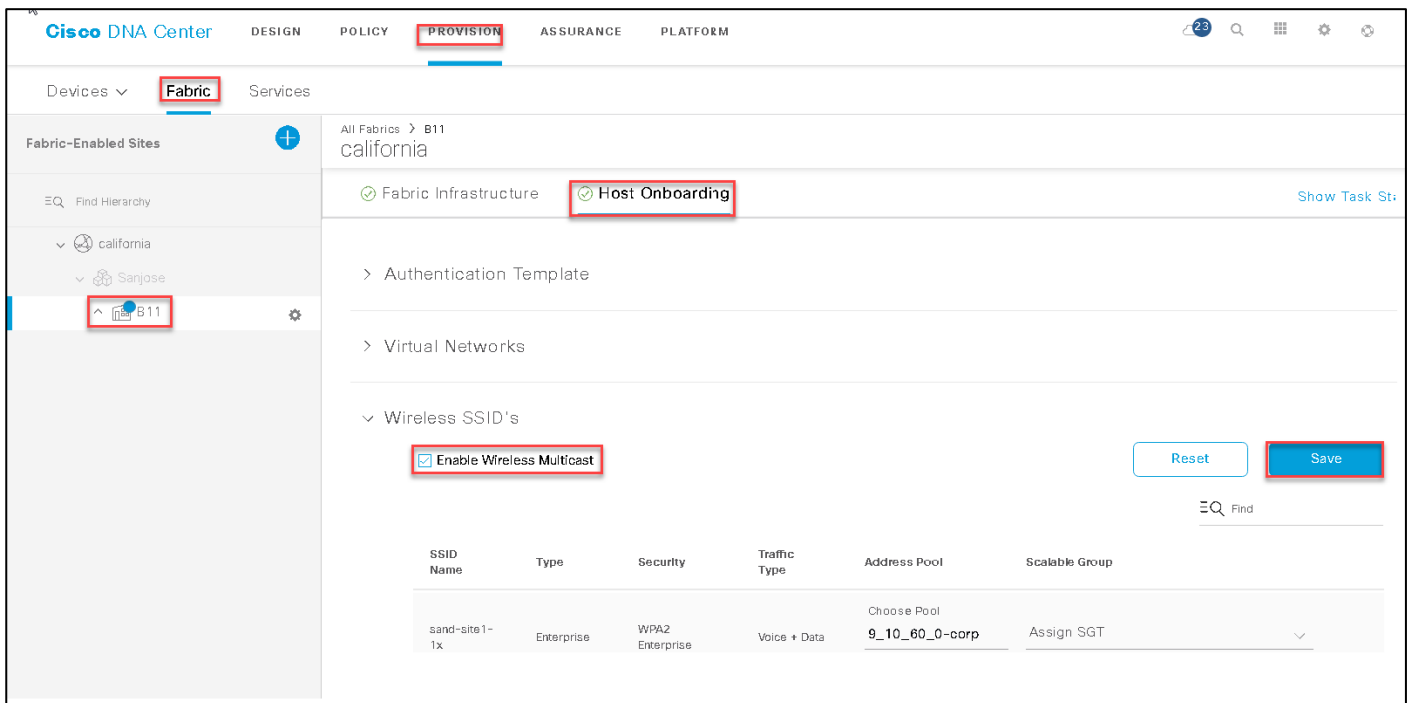 Cisco DNA Center DESIGN POLICY PROVISION ASSURANCE PLATFORM 23
Devices Fabric Services
Fabric-Enabled Sites
Find Hierarchy
california
Sanjose
B11
All Fabrics > B11
california
Fabric Infrastructure Host Onboarding Show Task St
> Authentication Template
> Virtual Networks
Wireless SSID's
Enable Wireless Multicast Reset Save
Find
SSID Name Type Security Traffic Type Address Pool Scalable Group
Choose Pool
sand-site1-1x Enterprise WPA2 Enterprise Voice + Data 9_10_60_0-corp Assign SGT